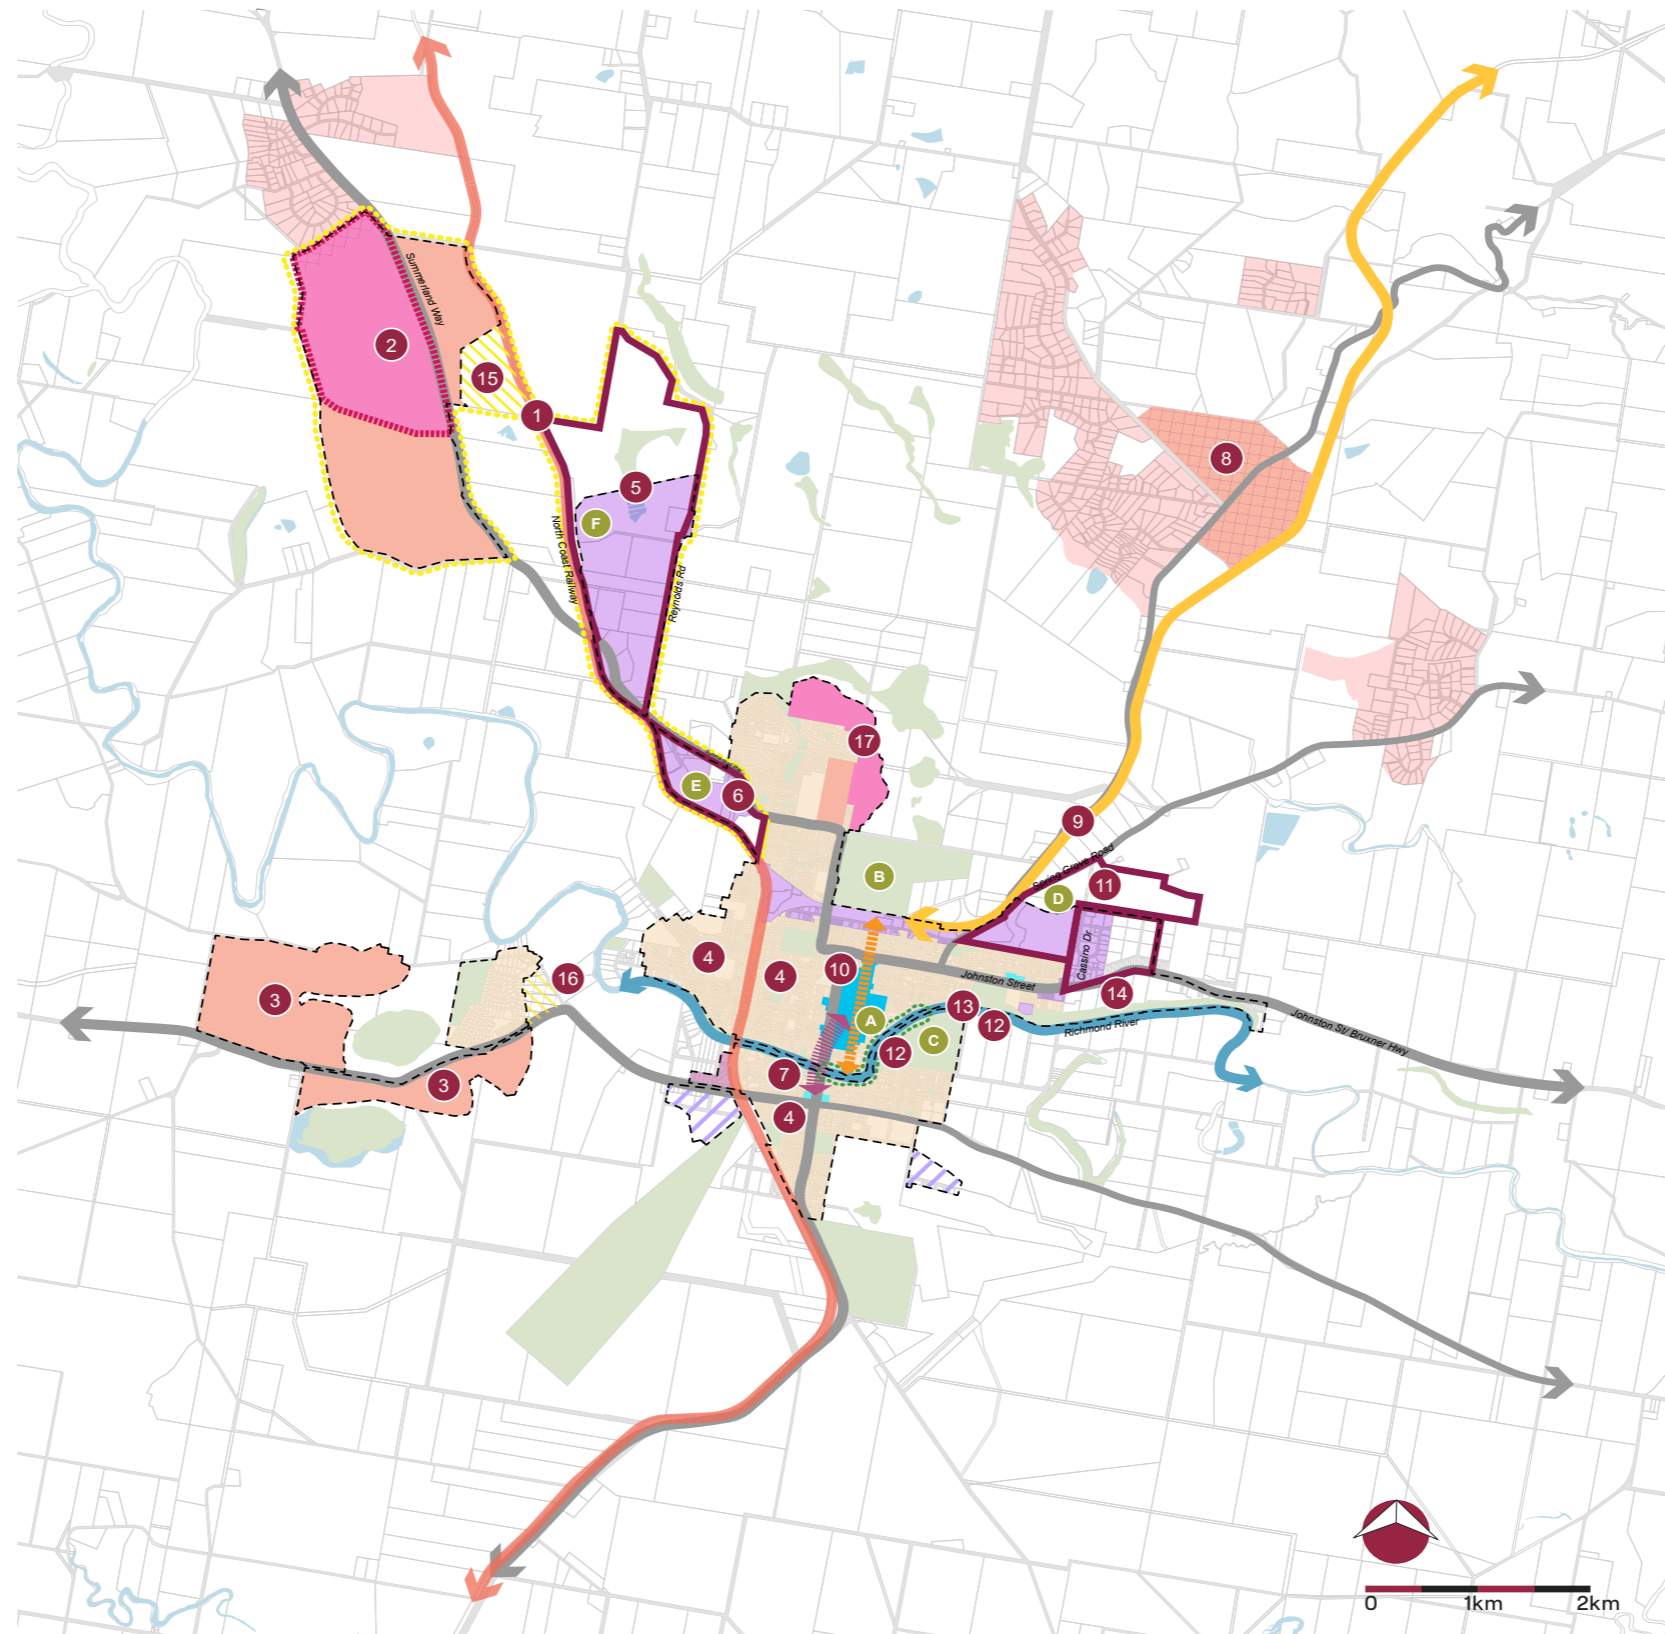 Summerland Way
2
15
1
8
5
F
North Coast Railway
Reynolds Rd
17
E
6
9
Spring Grove Road
B
11
D
Cassino Dr
4
4
10
Johnston Street
16
14
3
13
A
12
Richmond River
Johnston St/ Bruxner Hwy
C
12
7
3
4
0
1km
2km